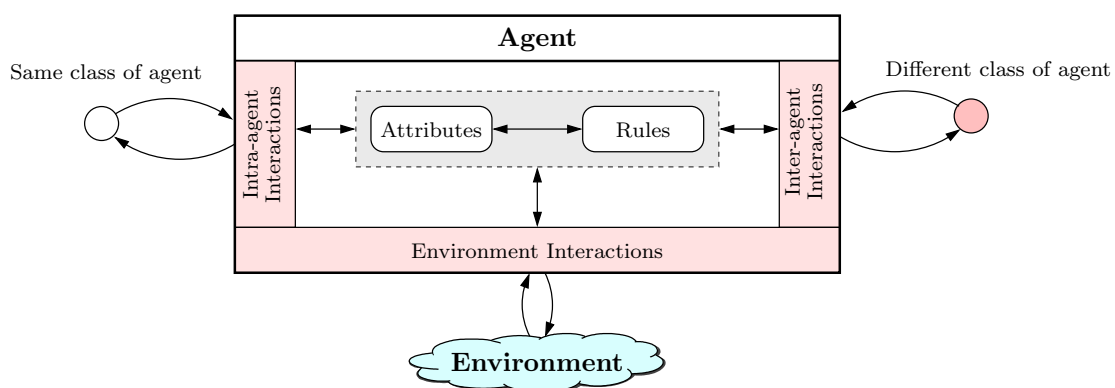 Agent
Same class of agent
Different class of agent
Intra-agent
Interactions
Attributes
Rules
Inter-agent
Interactions
Environment Interactions
Environment